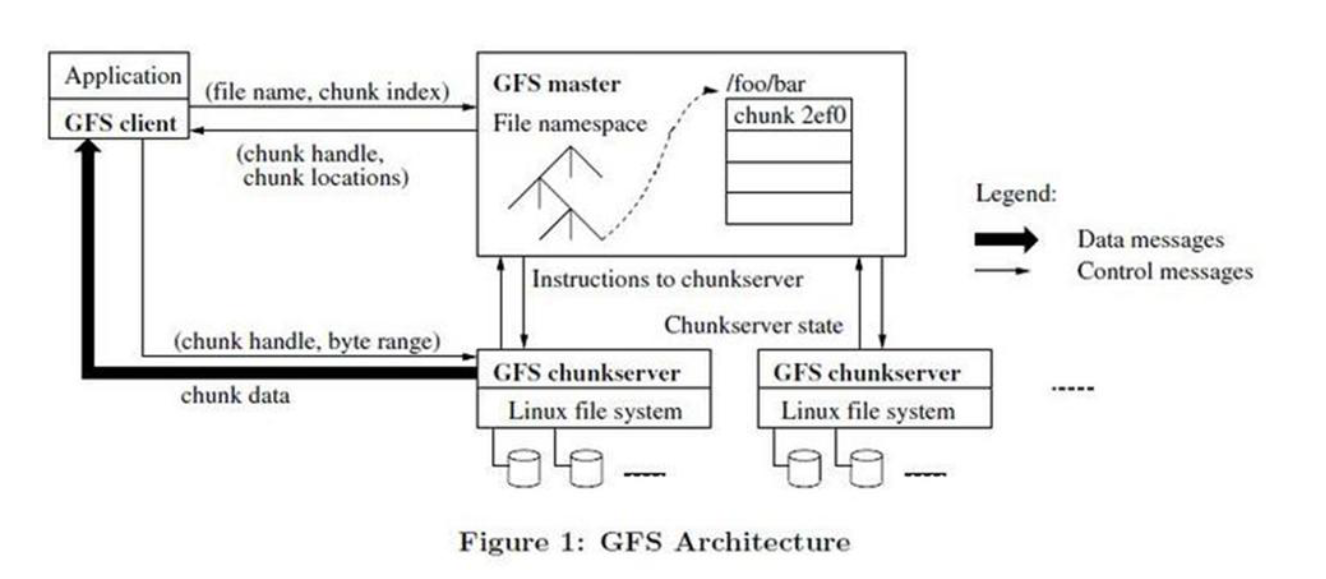 Application
GFS client
(file name, chunk index)
(chunk handle,
chunk locations)
GFS master
File namespace
/foo/bar
chunk 2ef0
Legend:
Data messages
Control messages
Instructions to chunkserver
Chunkserver state
(chunk handle, byte range)
chunk data
GFS chunkserver
Linux file system
GFS chunkserver
Linux file system
Figure 1: GFS Architecture